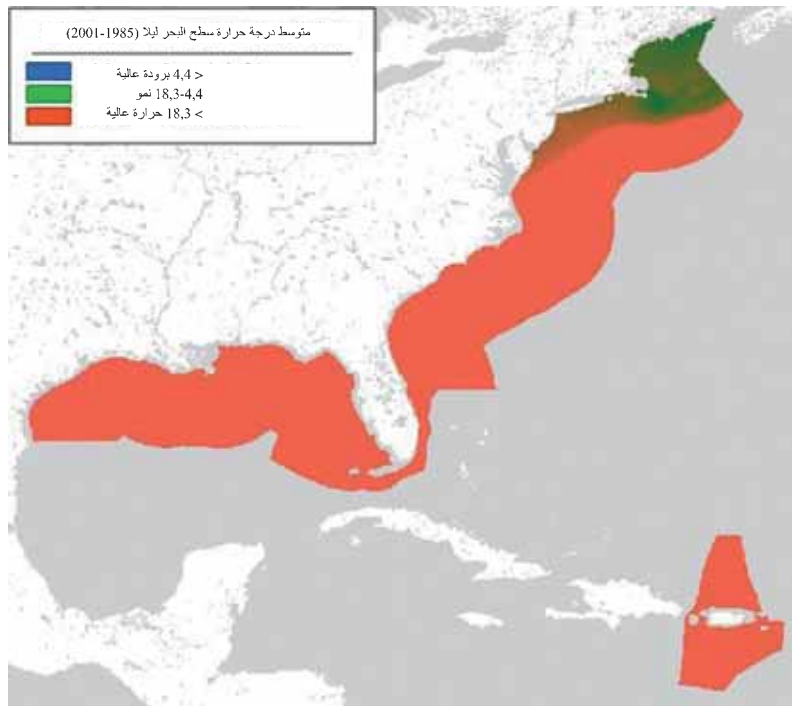 متوسط درجة حرارة سطح البحر ليلا (1985-2001)
< 4,4 برودة عالية
4,4-18,3 نمو
> 18,3 حرارة عالية